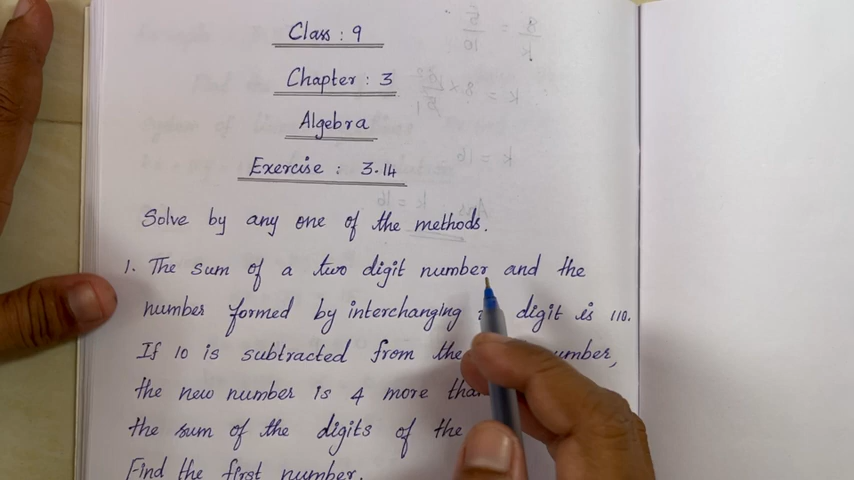 Class : 9
Chapter : 3
Algebra
Exercise : 3.14
Solve by any one of the methods.
1. The sum of a two digit number and the
number formed by interchanging digit is 110.
If 10 is subtracted from the number,
the new number is 4 more than
the sum of the digits of the
Find the first number.